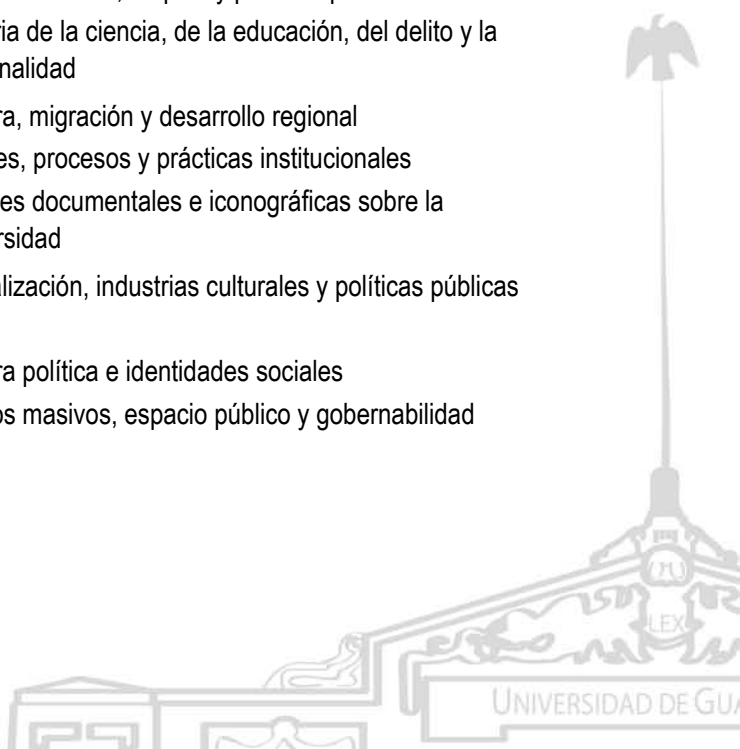 ria de la ciencia, de la educación, del delito y la
nalidad
ra, migración y desarrollo regional
es, procesos y prácticas institucionales
es documentales e iconográficas sobre la
rsidad
lización, industrias culturales y políticas públicas
ra política e identidades sociales
os masivos, espacio público y gobernabilidad
LEX
UNIVERSIDAD DE GUA